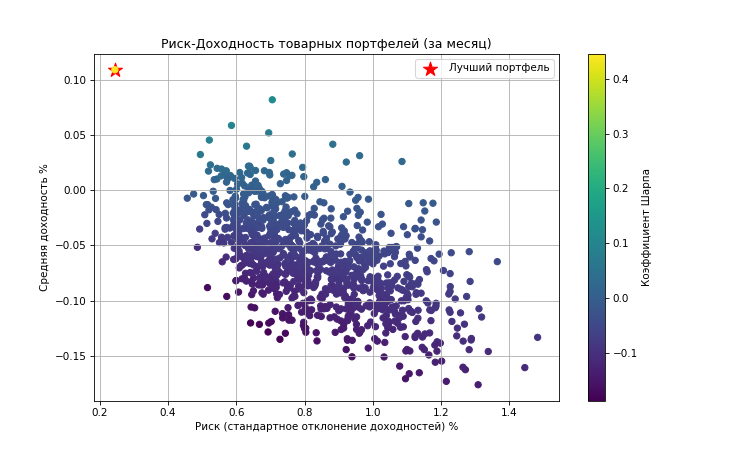 Риск-Доходность товарных портфелей (за месяц)
Лучший портфель
0.10
0.05
0.00
−0.05
−0.10
−0.15
Средняя доходность %
0.2 0.4 0.6 0.8 1.0 1.2 1.4
Риск (стандартное отклонение доходностей) %
0.4
0.3
0.2
0.1
0.0
−0.1
Коэффициент Шарпа